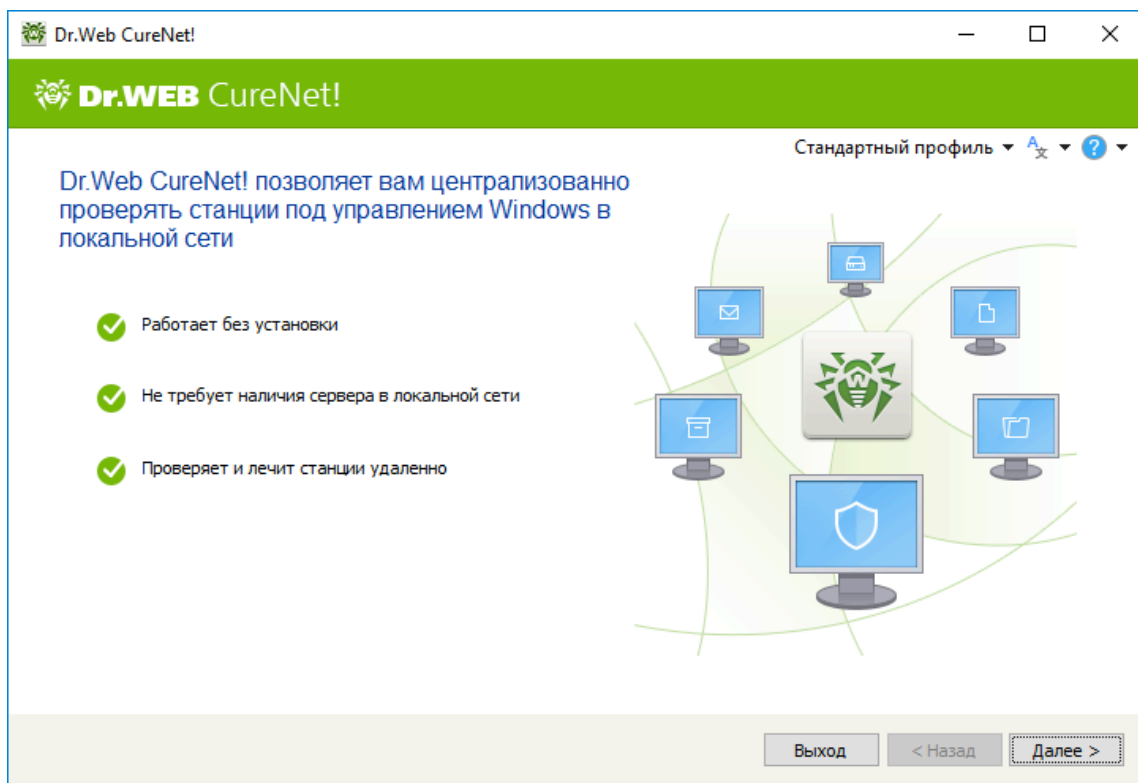 Dr.Web CureNet!
Dr.WEB CureNet!
Стандартный профиль
Dr.Web CureNet! позволяет вам централизованно
проверять станции под управлением Windows в
локальной сети
Работает без установки
Не требует наличия сервера в локальной сети
Проверяет и лечит станции удаленно
Выход
< Назад
Далее >